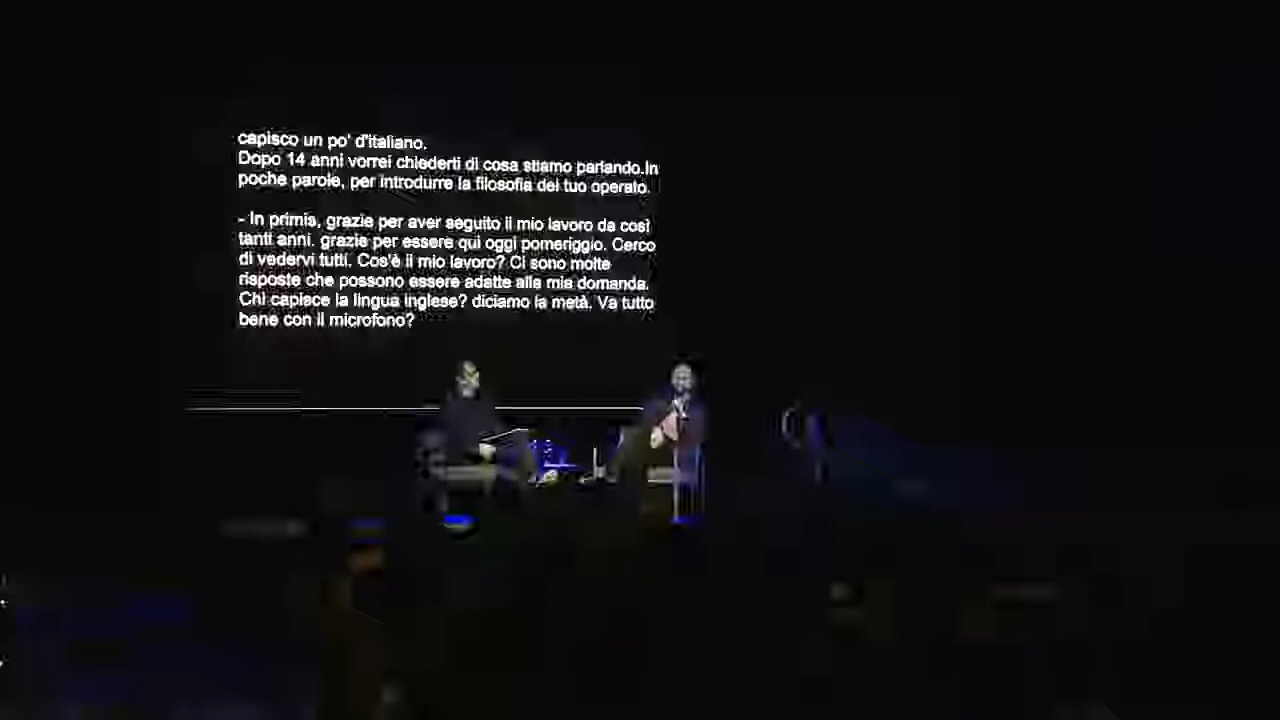 capisco un po' d'italiano.
Dopo 14 anni vorrei chiederti di cosa stiamo parlando.In
poche parole, per introdurre la filosofia del tuo operato.
- In primis, grazie per aver seguito il mio lavoro da così
tanti anni. grazie per essere qui oggi pomeriggio. Cerco
di vedervi tutti. Cos'è il mio lavoro? Ci sono molte
risposte che possono essere adatte alla mia domanda.
Chi capisce la lingua inglese? diciamo la metà. Va tutto
bene con il microfono?